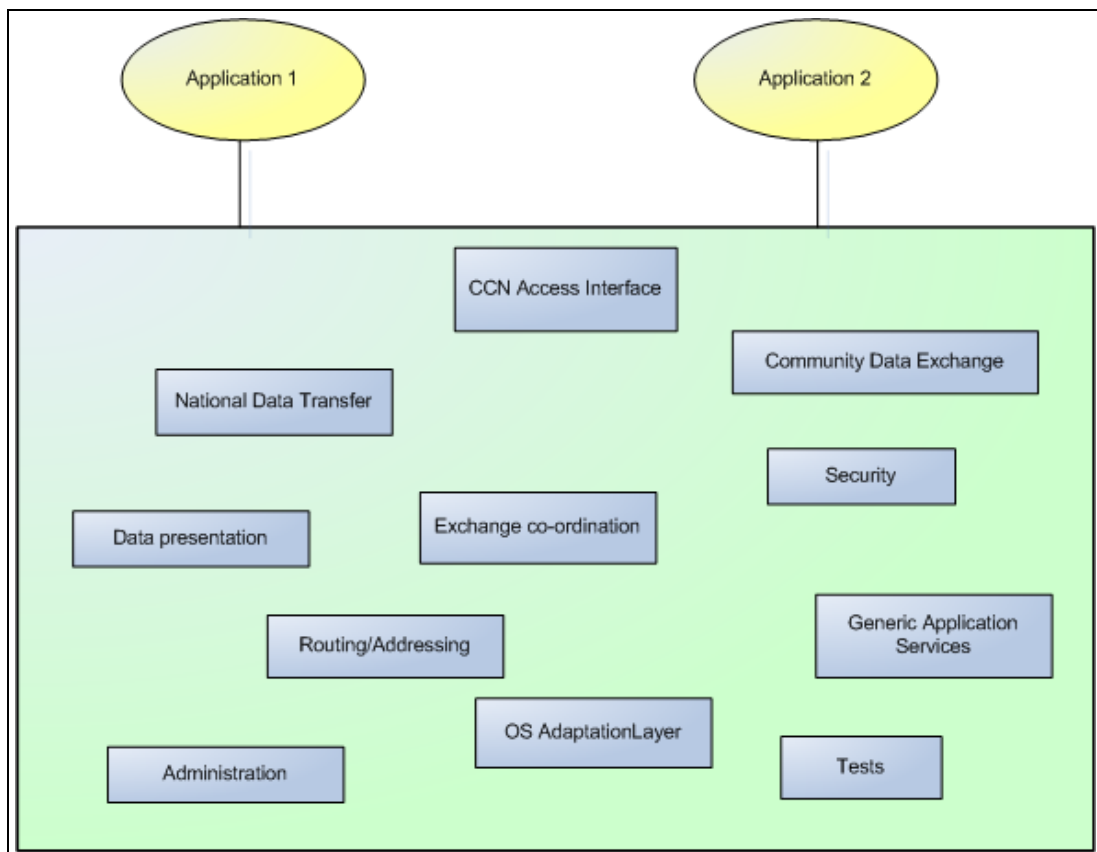 Application 1
Application 2
CCN Access Interface
Community Data Exchange
National Data Transfer
Security
Exchange co-ordination
Data presentation
Generic Application
Services
Routing/Addressing
OS AdaptationLayer
Tests
Administration